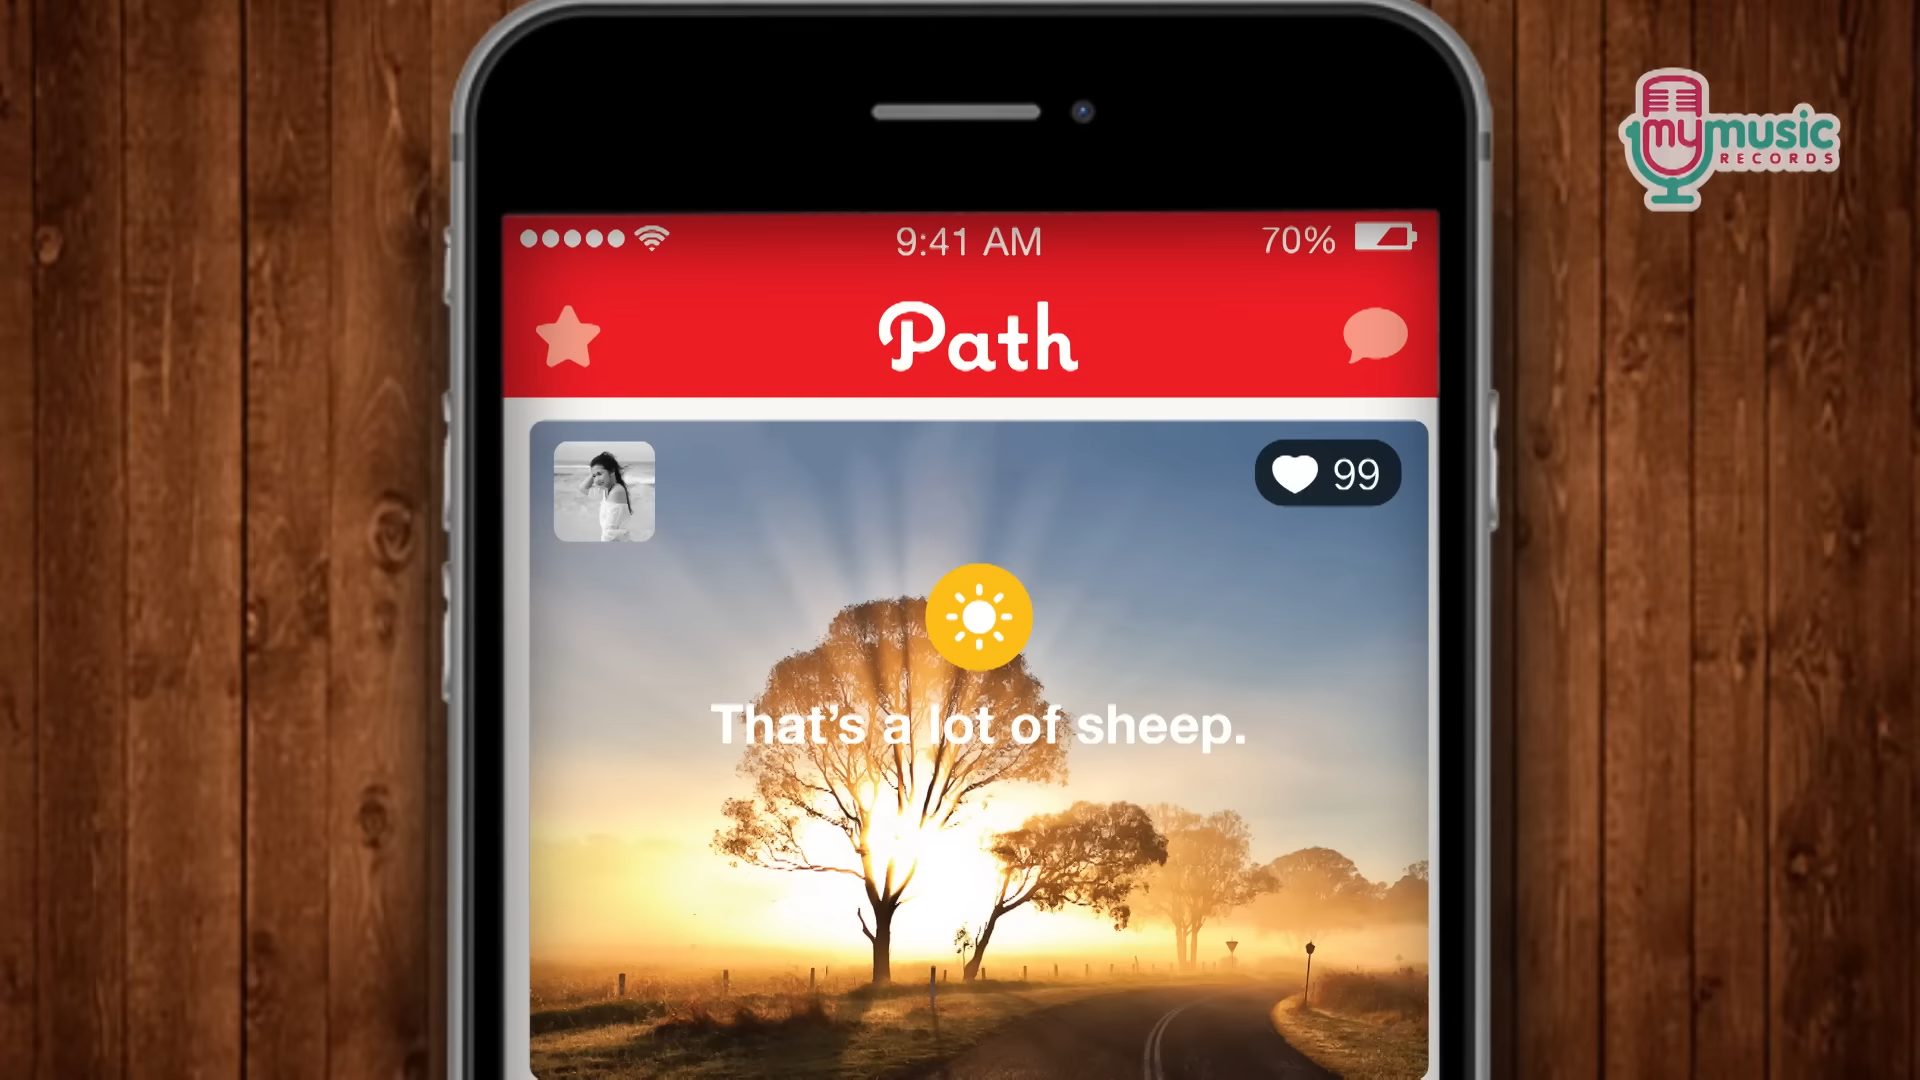 my music
RECORDS
9:41 AM
70%
Path
99
That's a lot of sheep.